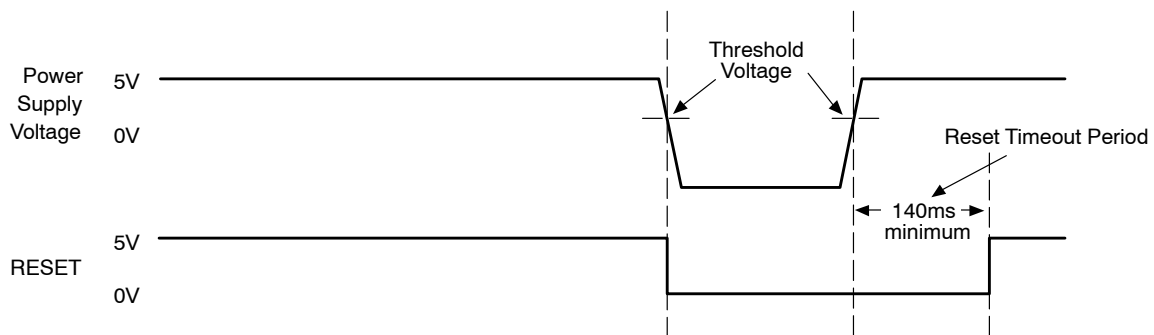 Threshold
Voltage
Power
Supply
Voltage
5V
0V
Reset Timeout Period
140ms
minimum
RESET
5V
0V